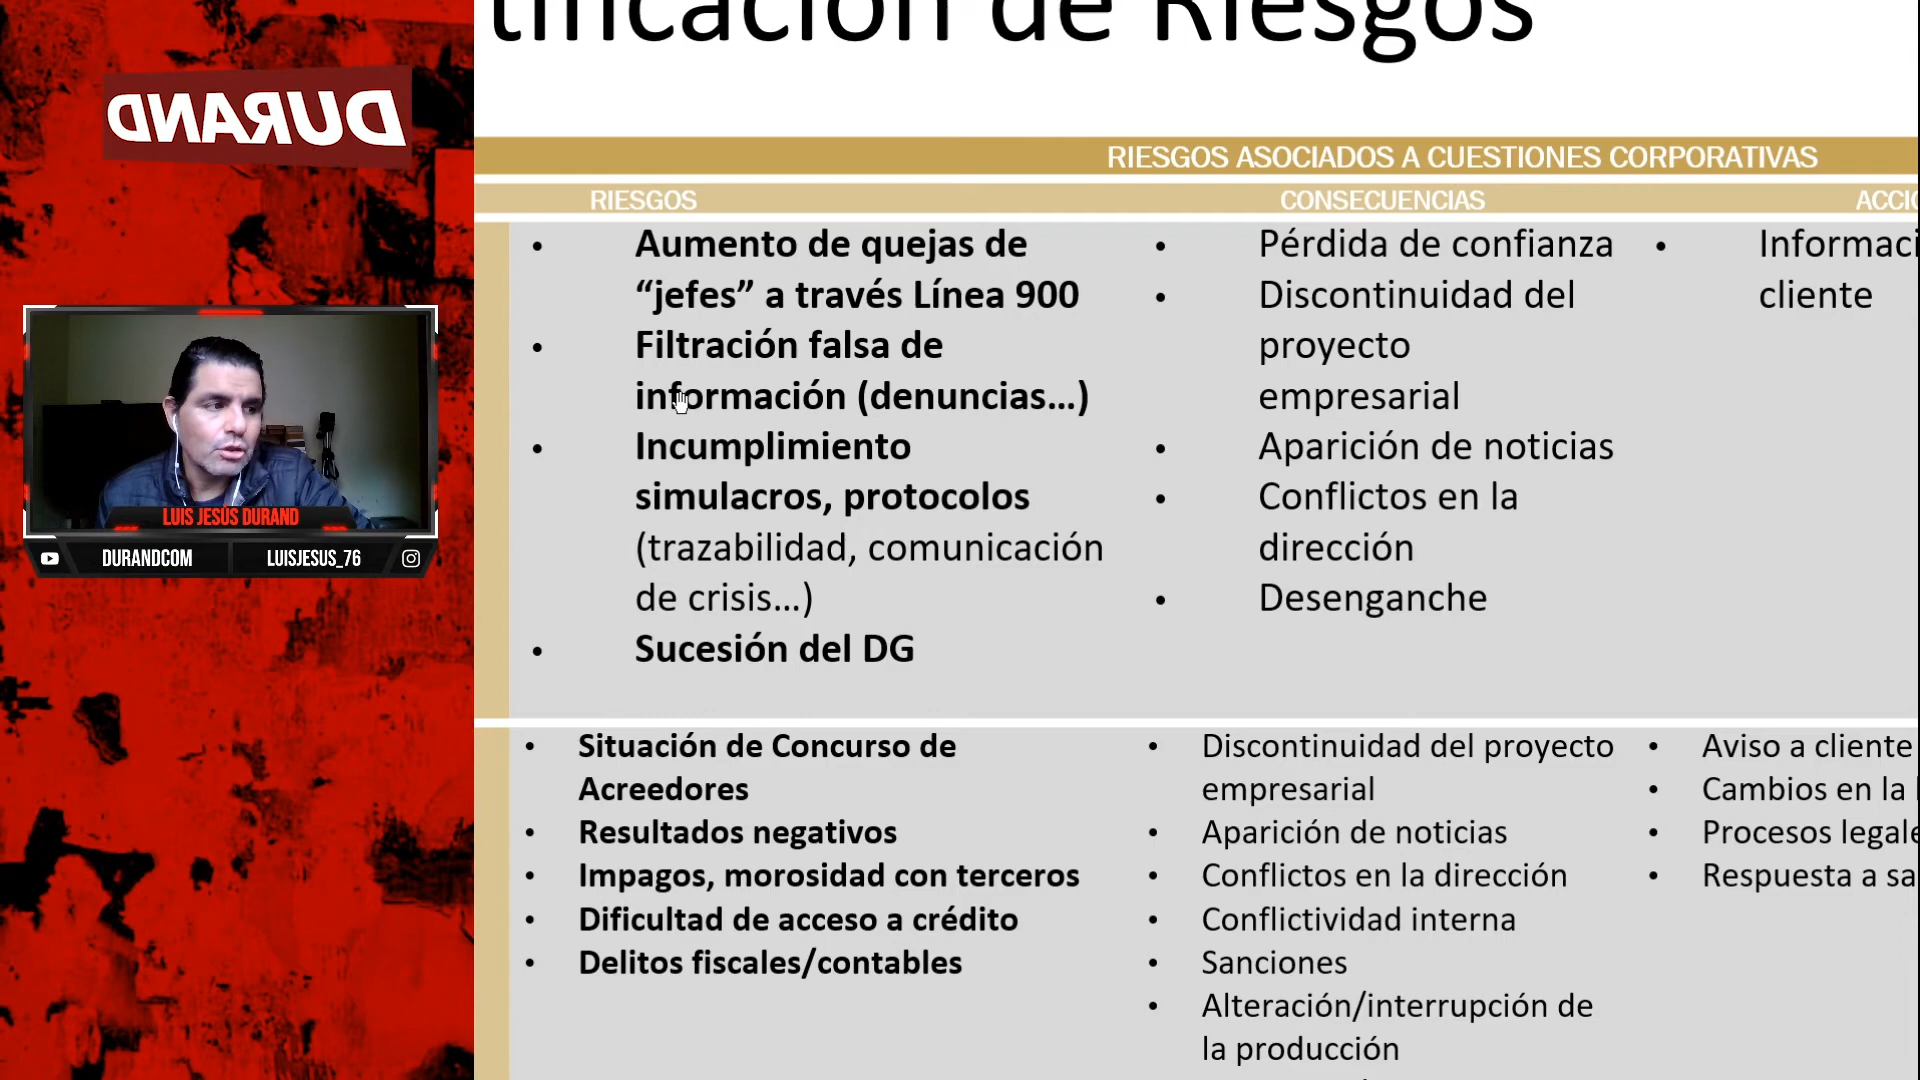 tificación de Riesgos
DURAND
RIESGOS ASOCIADOS A CUESTIONES CORPORATIVAS
RIESGOS
CONSECUENCIAS
ACCIO
• Aumento de quejas de
“jefes” a través Línea 900
• Filtración falsa de
información (denuncias...)
• Incumplimiento
simulacros, protocolos
(trazabilidad, comunicación
de crisis...)
• Sucesión del DG
• Pérdida de confianza
• Discontinuidad del
proyecto
empresarial
• Aparición de noticias
• Conflictos en la
dirección
• Desenganche
• Informaci
cliente
• Situación de Concurso de
Acreedores
• Resultados negativos
• Impagos, morosidad con terceros
• Dificultad de acceso a crédito
• Delitos fiscales/contables
• Discontinuidad del proyecto
empresarial
• Aparición de noticias
• Conflictos en la dirección
• Conflictividad interna
• Sanciones
• Alteración/interrupción de
la producción
• Aviso a cliente
• Cambios en la
• Procesos legale
• Respuesta a sa
LUIS JESÚS DURAND
DURANDCOM
LUISJESUS_76